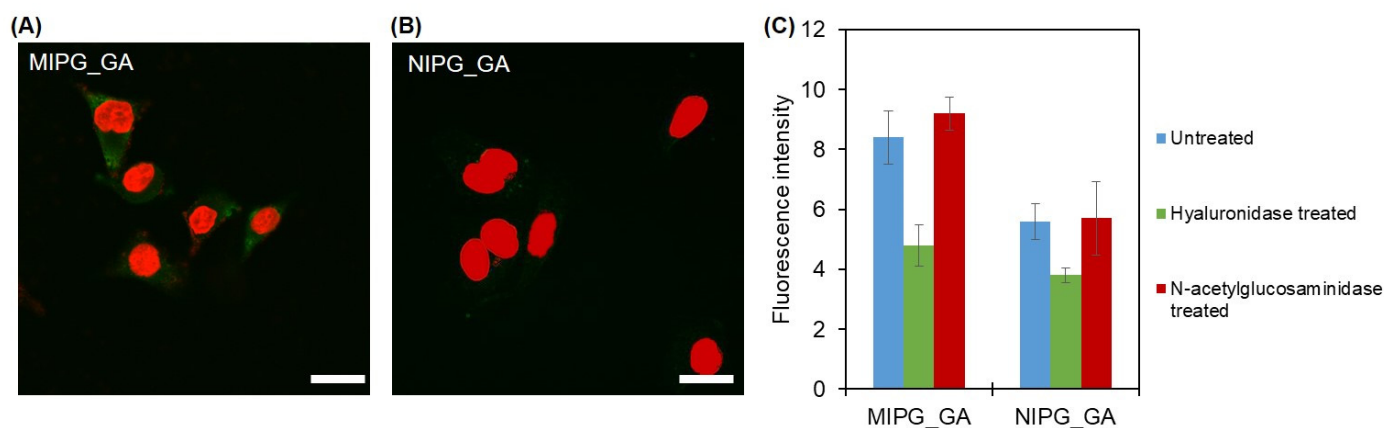 (A)
MIPG_GA
(B)
NIPG_GA
(C)
Fluorescence intensity
12
10
8
6
4
2
0
MIPG_GA
NIPG_GA
Untreated
Hyaluronidase treated
N-acetylglucosaminidase
treated